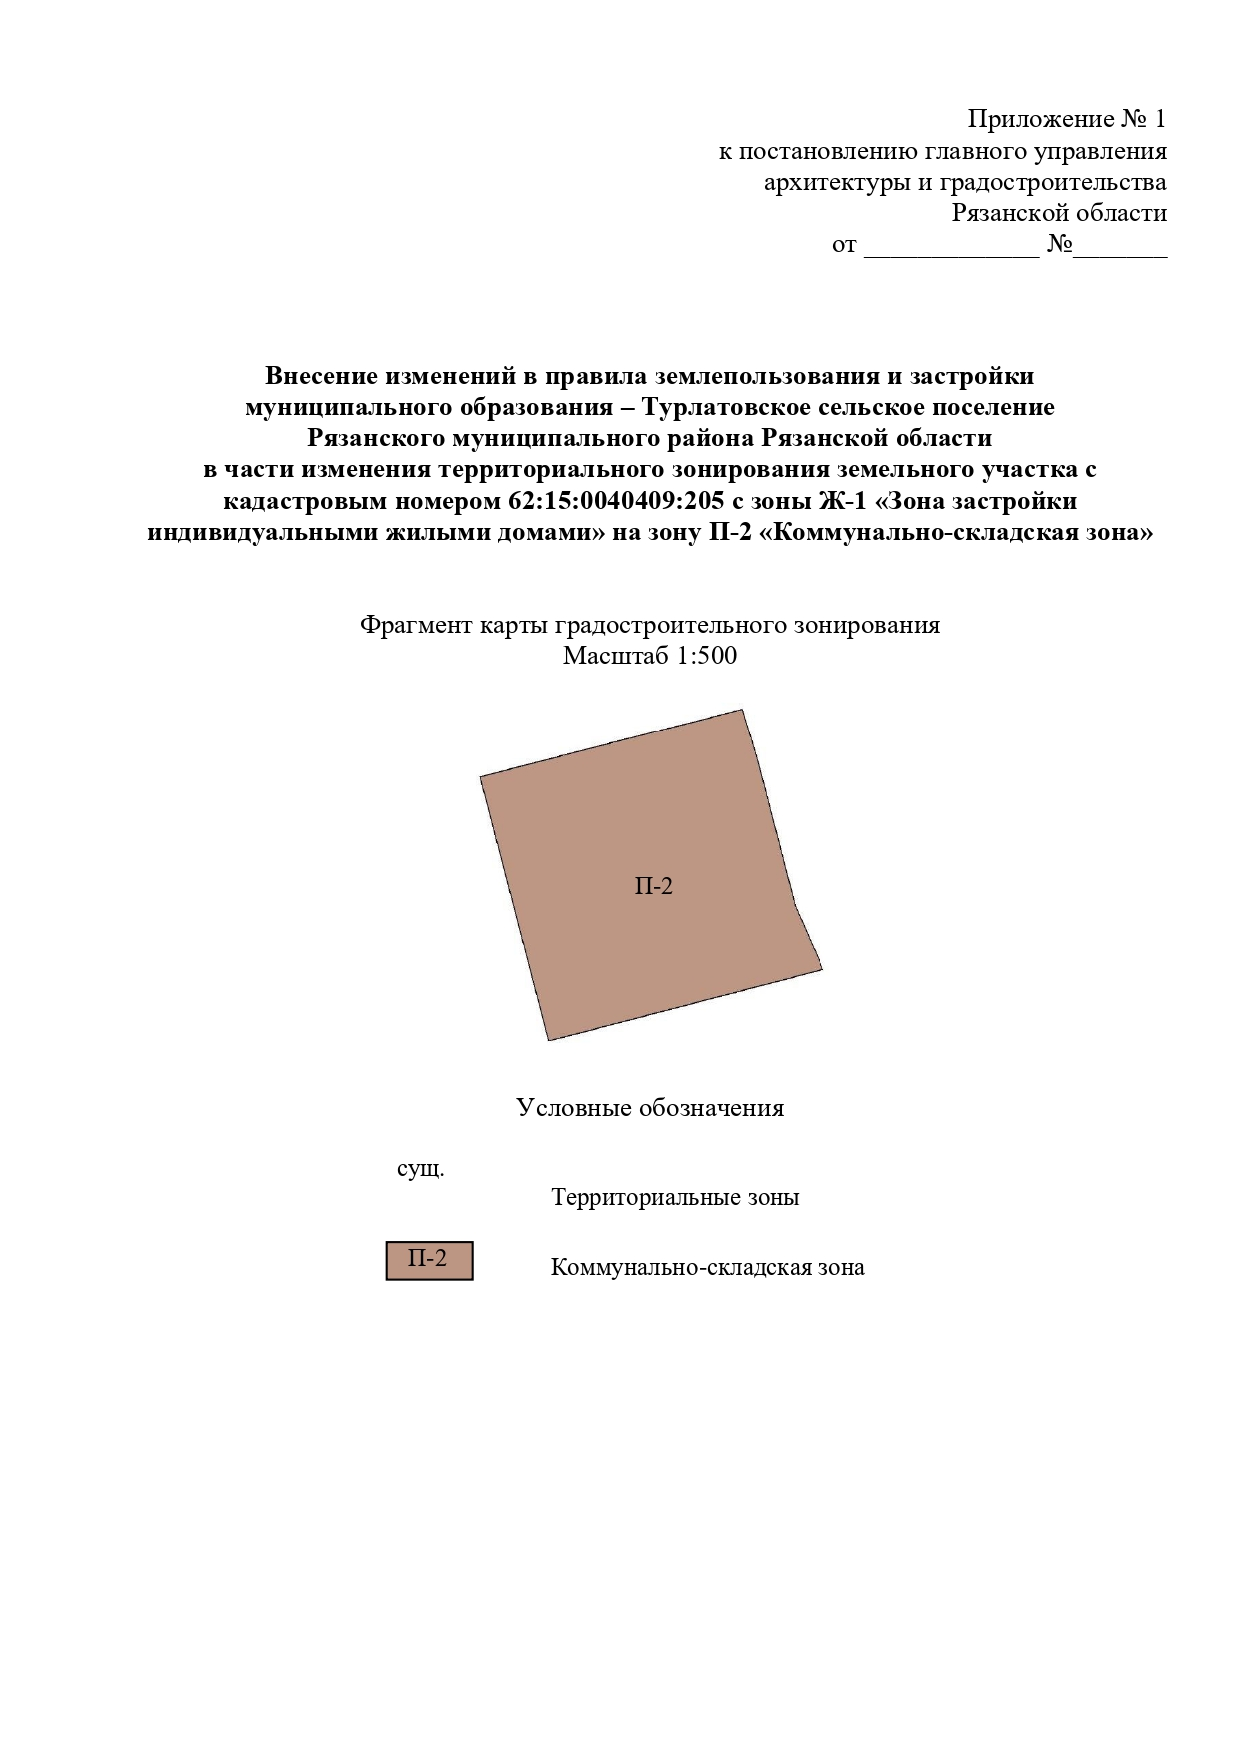 Приложение № 1
к постановлению главного управления
архитектуры и градостроительства
Рязанской области
от _____________ №_______
Внесение изменений в правила землепользования и застройки
муниципального образования – Турлатовское сельское поселение
Рязанского муниципального района Рязанской области
в части изменения территориального зонирования земельного участка с
кадастровым номером 62:15:0040409:205 с зоны Ж-1 «Зона застройки
индивидуальными жилыми домами» на зону П-2 «Коммунально-складская зона»
Фрагмент карты градостроительного зонирования
Масштаб 1:500
П-2
Условные обозначения
сущ.
Территориальные зоны
П-2
Коммунально-складская зона